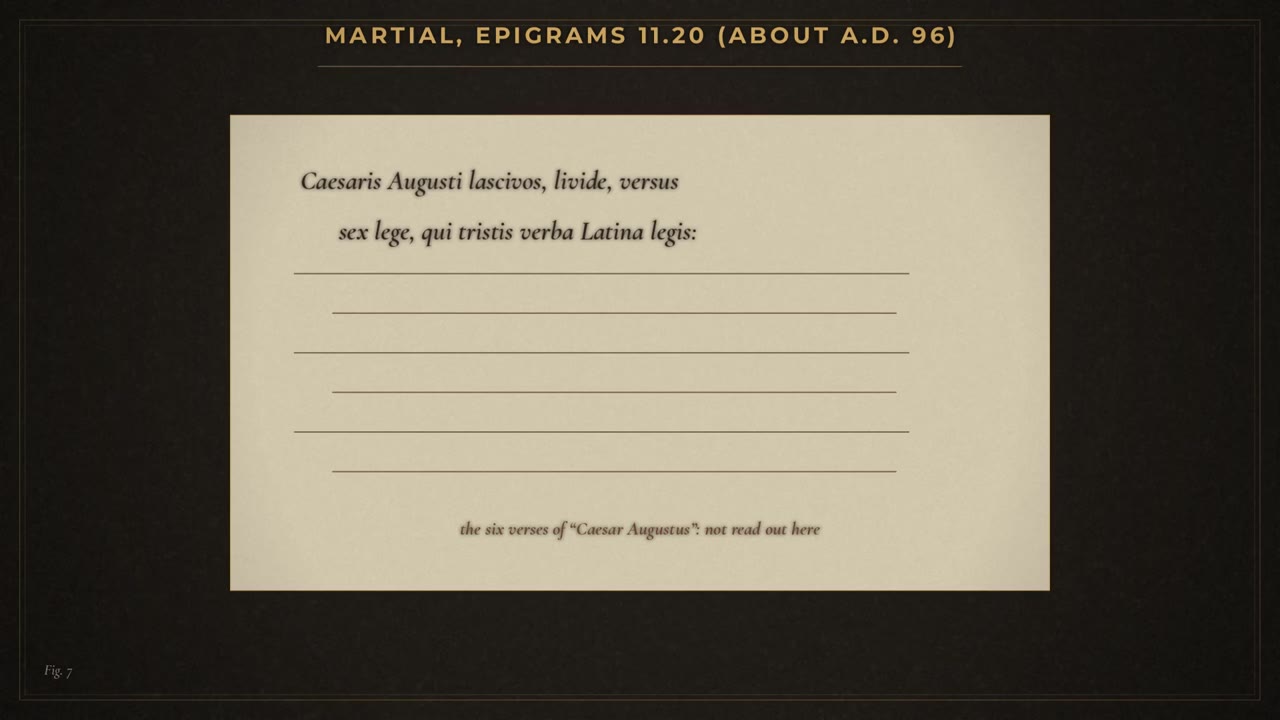 MARTIAL, EPIGRAMS 11.20 (ABOUT A.D. 96)
Caesaris Augusti lascivos, livide, versus
sex lege, qui tristis verba Latina legis:
the six verses of “Caesar Augustus”: not read out here
Fig. 7